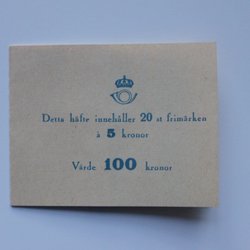 Detta häfte innehåller 20 st frimärken
à 5 kronor
Värde 100 kronor